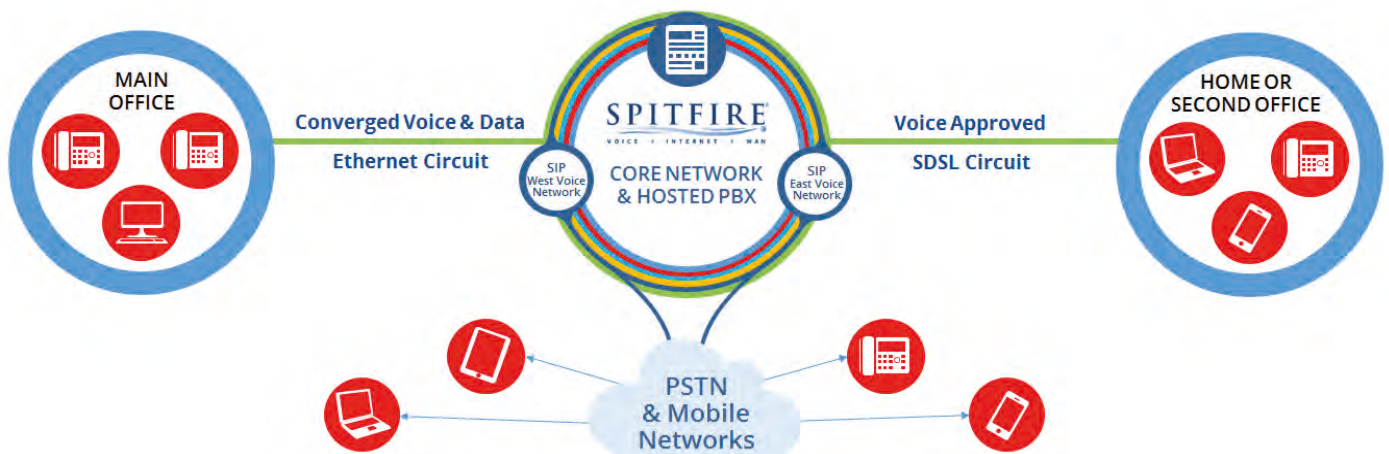 MAIN
OFFICE
Converged Voice & Data
Ethernet Circuit
SPITFIRE®
VOICE | INTERNET | WAN
CORE NETWORK
& HOSTED PBX
SIP
West Voice
Network
SIP
East Voice
Network
Voice Approved
SDSL Circuit
HOME OR
SECOND OFFICE
PSTN
& Mobile
Networks